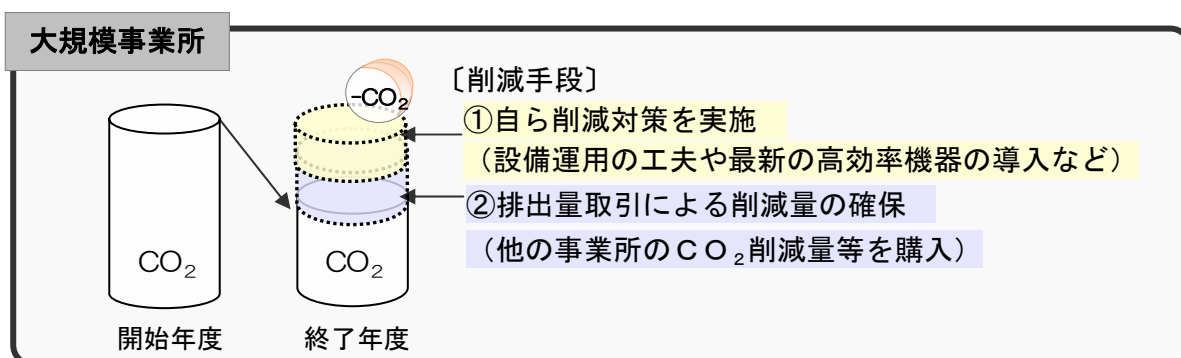 大規模事業所
-CO₂
〔削減手段〕
①自ら削減対策を実施
（設備運用の工夫や最新の高効率機器の導入など）
②排出量取引による削減量の確保
（他の事業所のＣＯ₂削減量等を購入）
CO₂
CO₂
開始年度
終了年度